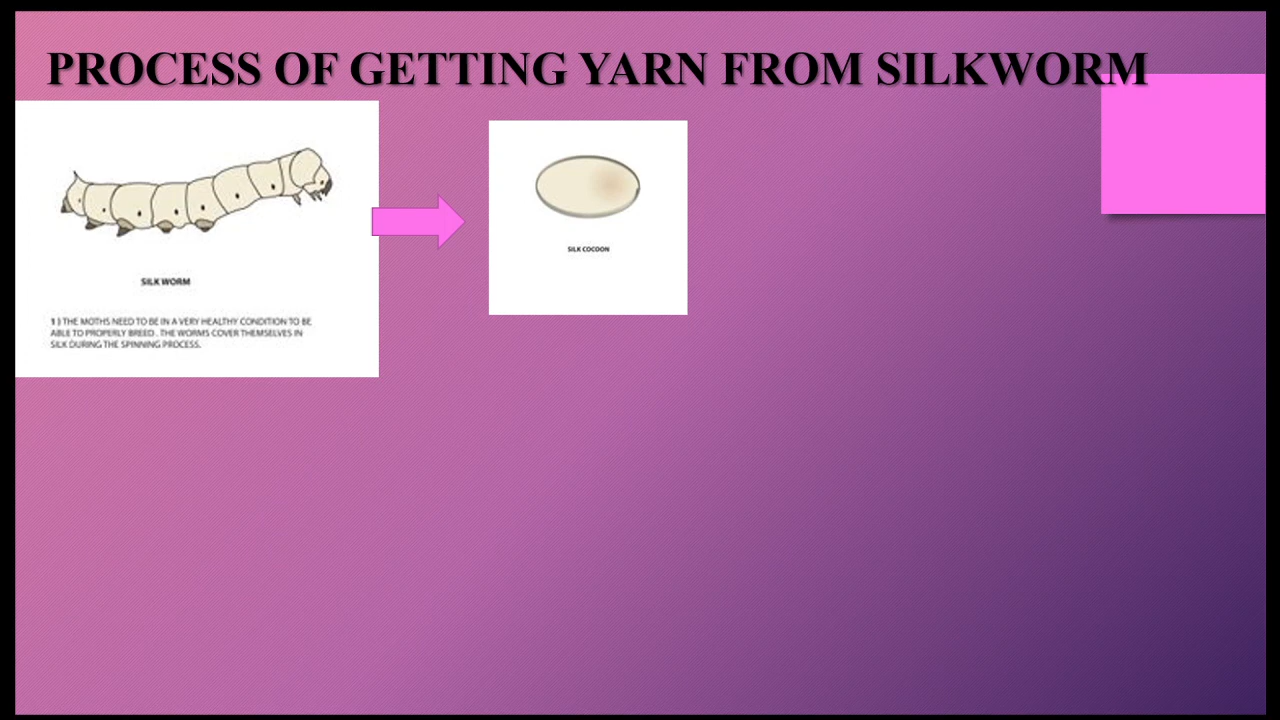 PROCESS OF GETTING YARN FROM SILKWORM
SILK WORM
1 ) THE MOTHS NEED TO BE IN A VERY HEALTHY CONDITION TO BE
ABLE TO PROPERLY BREED . THE WORMS COVER THEMSELVES IN
SILK DURING THE SPINNING PROCESS.
SILK COCOON